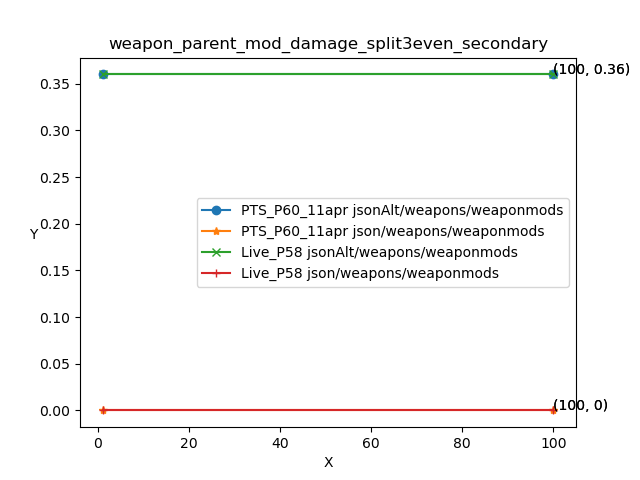 weapon_parent_mod_damage_split3even_secondary
(100, 0.36)
0.35
0.30
0.25
0.20
0.15
0.10
0.05
0.00
Y
PTS_P60_11apr jsonAlt/weapons/weaponmods
PTS_P60_11apr json/weapons/weaponmods
Live_P58 jsonAlt/weapons/weaponmods
Live_P58 json/weapons/weaponmods
(100, 0)
0 20 40 60 80 100
X